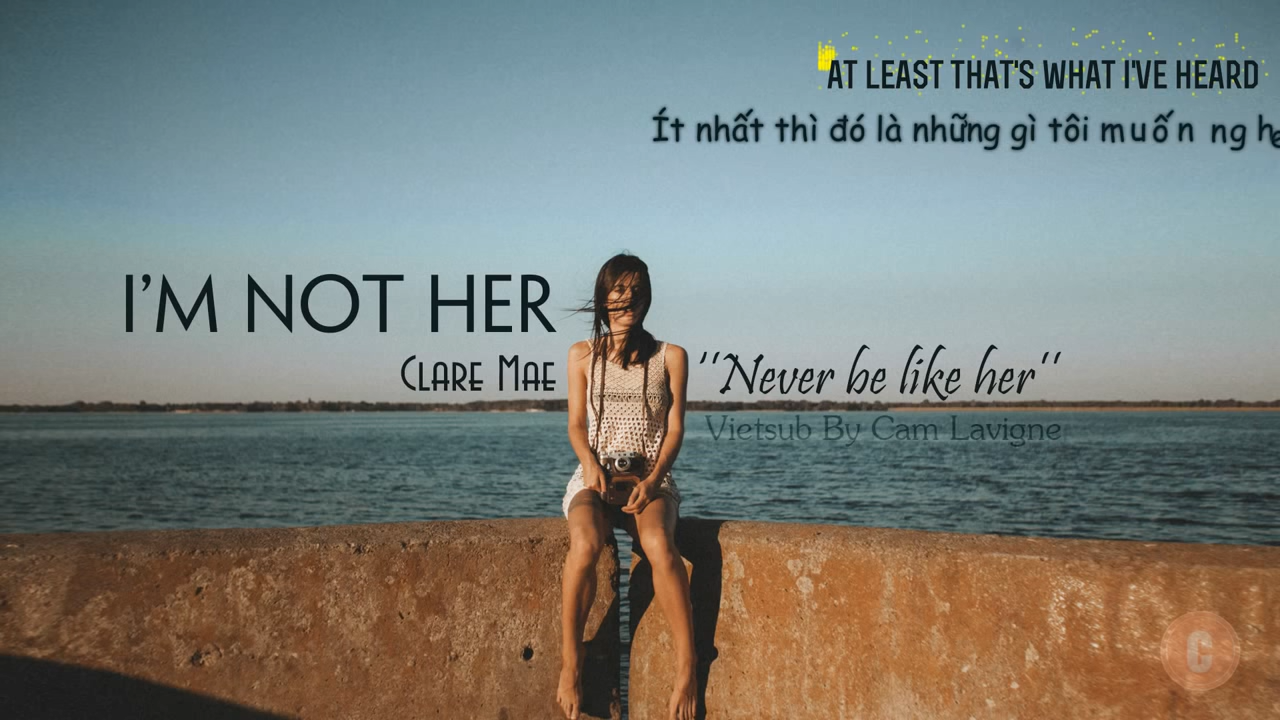 AT LEAST THAT'S WHAT I'VE HEARD
Ít nhất thì đó là những gì tôi muốn
I'M NOT HER
CLARE MAE
''Never be like her''
Vietsub By Cam Lavigne
G